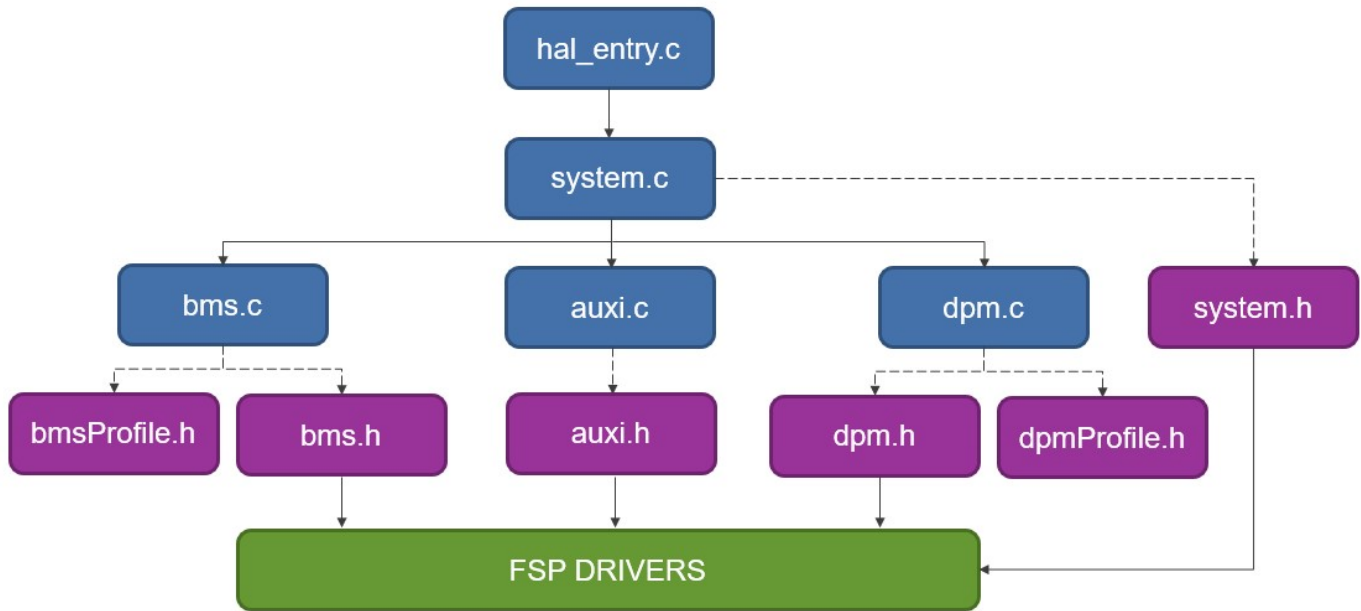 hal_entry.c
system.c
bms.c
auxi.c
dpm.c
system.h
bmsProfile.h
bms.h
auxi.h
dpm.h
dpmProfile.h
FSP DRIVERS